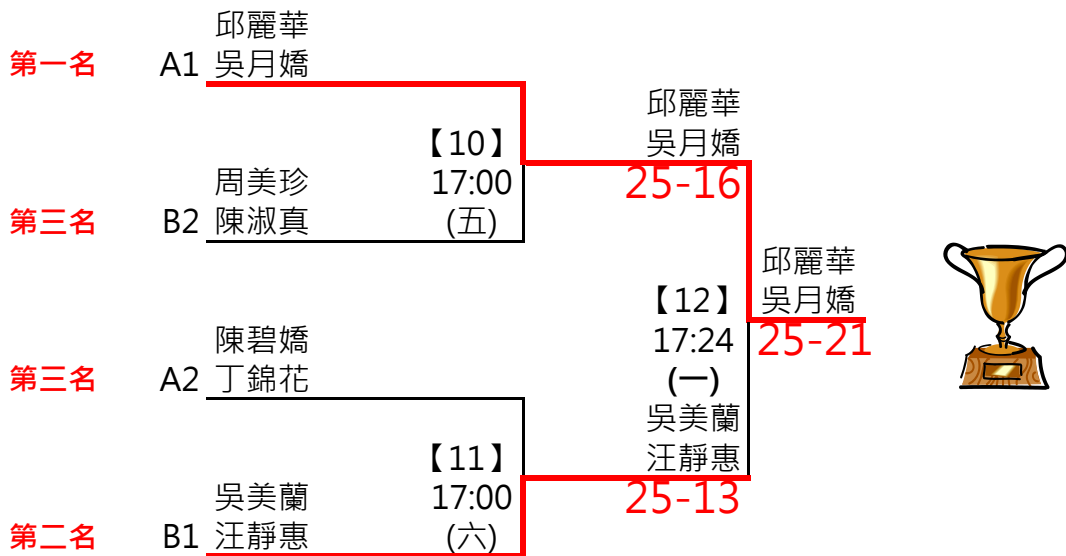 邱麗華
第一名 A1 吳月嬌
邱麗華
【10】 吳月嬌
周美珍 17:00 25-16
第三名 B2 陳淑真 (五)
邱麗華
【12】 吳月嬌
陳碧嬌 17:24 25-21
第三名 A2 丁錦花 (一)
吳美蘭
【11】 汪靜惠
吳美蘭 17:00 25-13
第二名 B1 汪靜惠 (六)